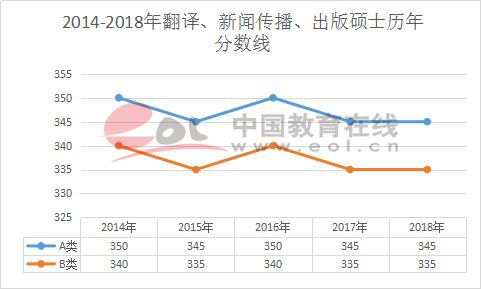 2014-2018年翻译、新闻传播、出版硕士历年
分数线
355
350
345
340
335
330
325
eol 中国教育在线
www.eol.cn
2014年 2015年 2016年 2017年 2018年
A类 350 345 350 345 345
B类 340 335 340 335 335